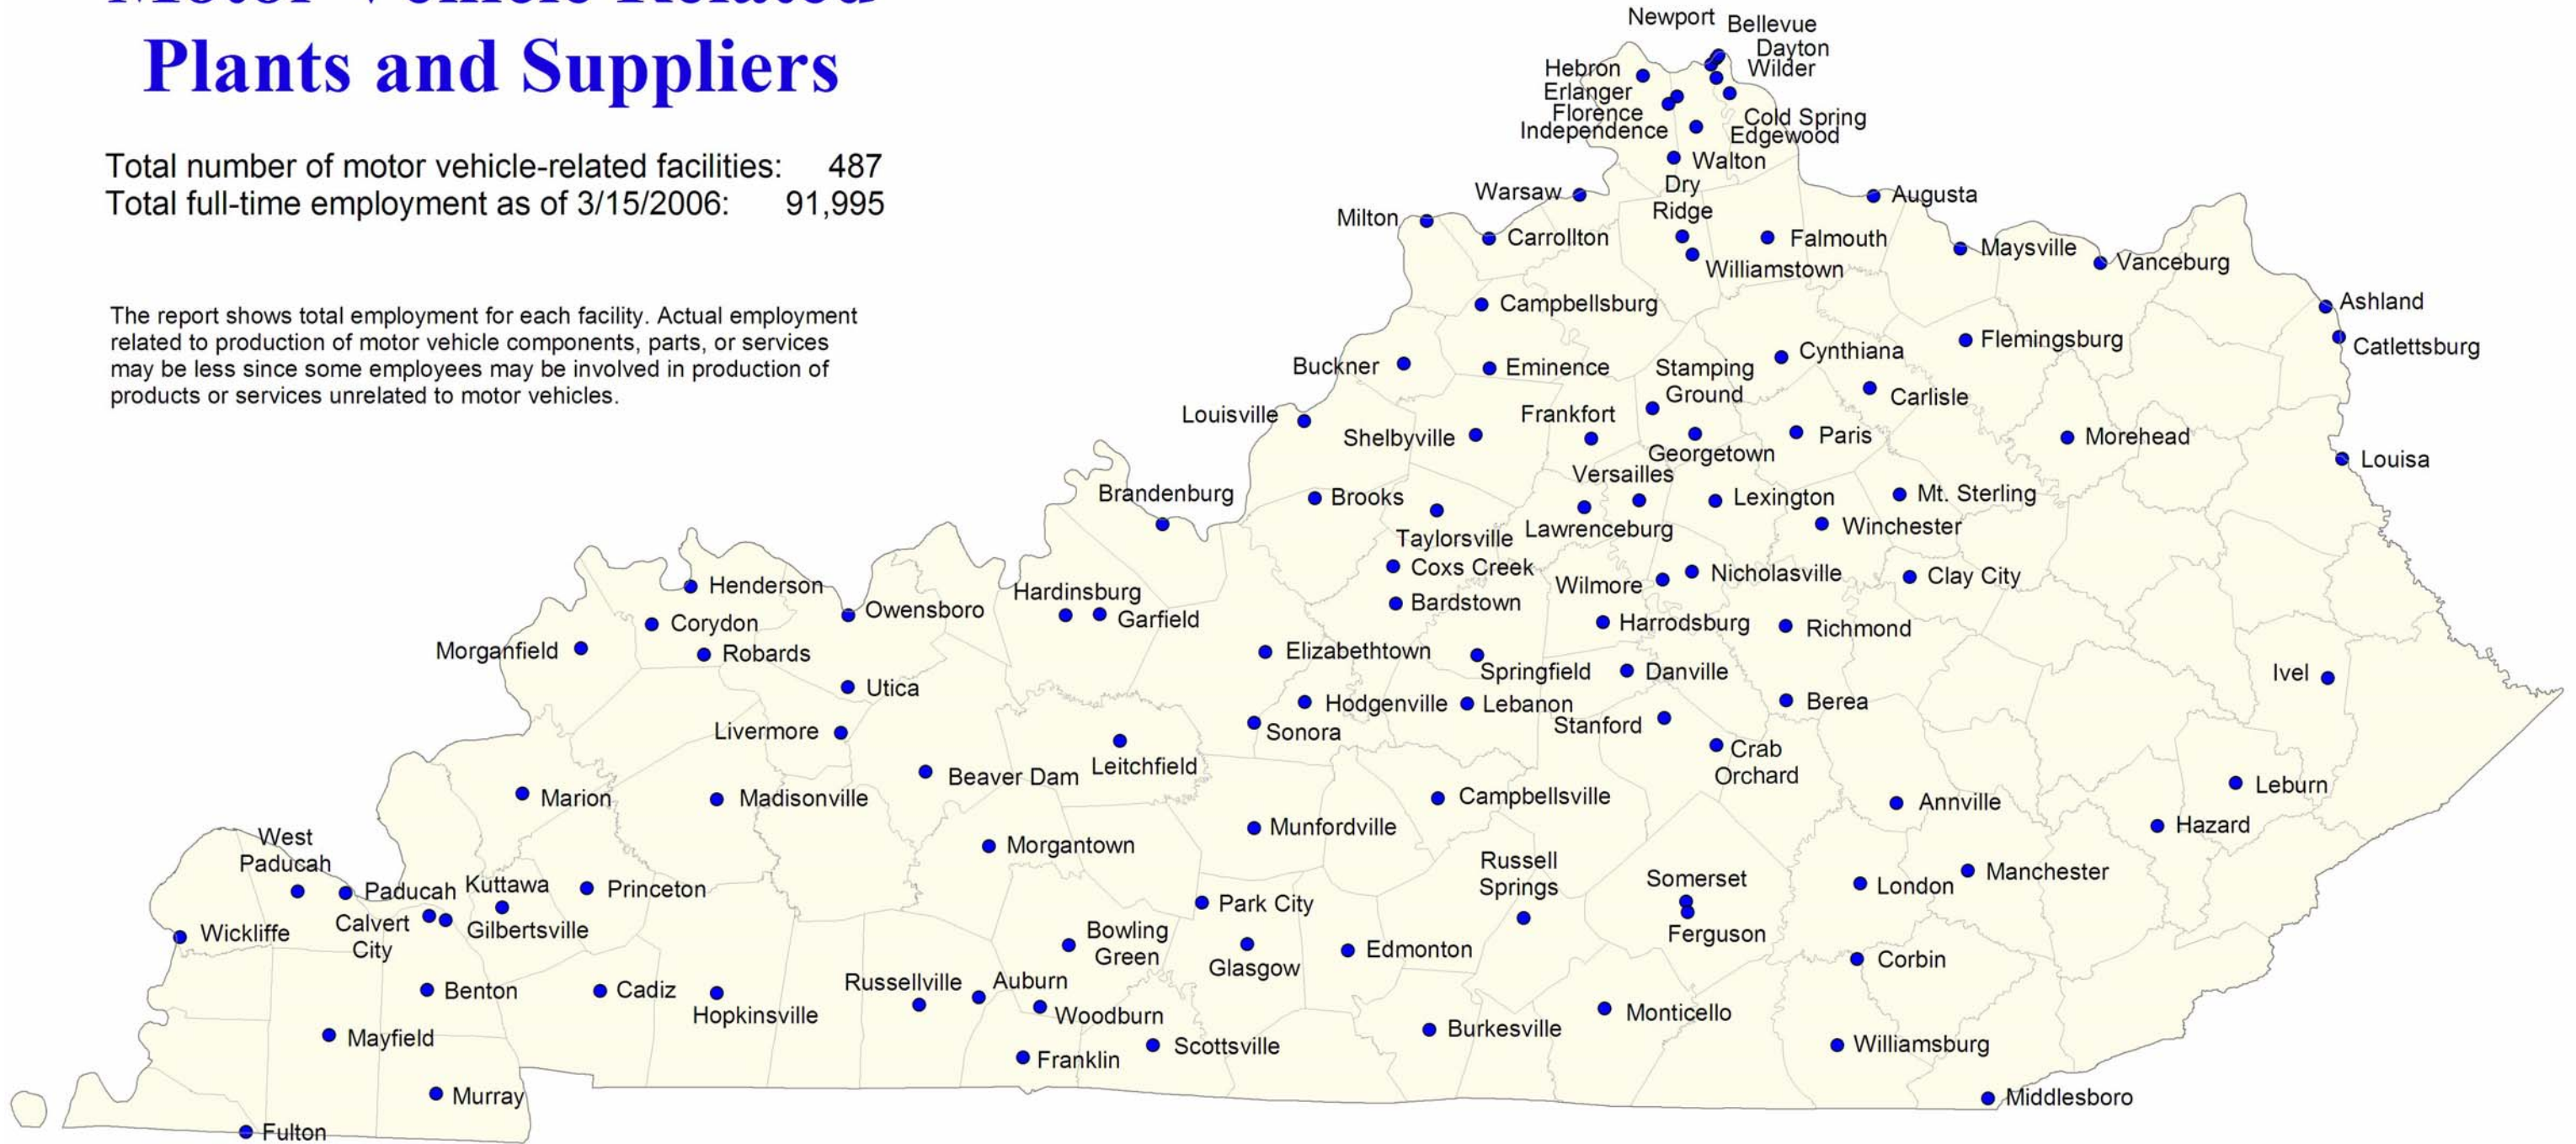 Motor Vehicle Related
Plants and Suppliers
Total number of motor vehicle-related facilities: 487
Total full-time employment as of 3/15/2006: 91,995
The report shows total employment for each facility. Actual employment
related to production of motor vehicle components, parts, or services
may be less since some employees may be involved in production of
products or services unrelated to motor vehicles.
Newport
Bellevue
Dayton
Wilder
Hebron
Erlanger
Florence
Independence
Cold Spring
Edgewood
Walton
Warsaw
Dry
Ridge
Augusta
Milton
Carrollton
Falmouth
Maysville
Williamstown
Vanceburg
Campbellsburg
Ashland
Flemingsburg
Catlettsburg
Buckner
Eminence
Stamping
Ground
Cynthiana
Carlisle
Louisville
Frankfort
Shelbyville
Georgetown
Paris
Morehead
Louisa
Versailles
Brandenburg
Brooks
Lexington
Mt. Sterling
Taylorsville
Lawrenceburg
Winchester
Coxs Creek
Wilmore
Nicholasville
Clay City
Henderson
Hardinsburg
Garfield
Owensboro
Bardstown
Corydon
Harrodsburg
Richmond
Morganfield
Robards
Elizabethtown
Springfield
Danville
Ivel
Utica
Hodgenville
Lebanon
Berea
Livermore
Sonora
Stanford
Crab
Orchard
Beaver Dam
Leitchfield
Leburn
Marion
Madisonville
Campbellsville
Annville
Munfordville
Hazard
West
Paducah
Morgantown
Russell
Springs
Paducah
Kuttawa
Princeton
Somerset
London
Manchester
Calvert
City
Gilbertsville
Park City
Wickliffe
Bowling
Green
Ferguson
Glasgow
Edmonton
Corbin
Benton
Cadiz
Hopkinsville
Russellville
Auburn
Woodburn
Monticello
Mayfield
Burkesville
Scottsville
Franklin
Williamsburg
Murray
Middlesboro
Fulton